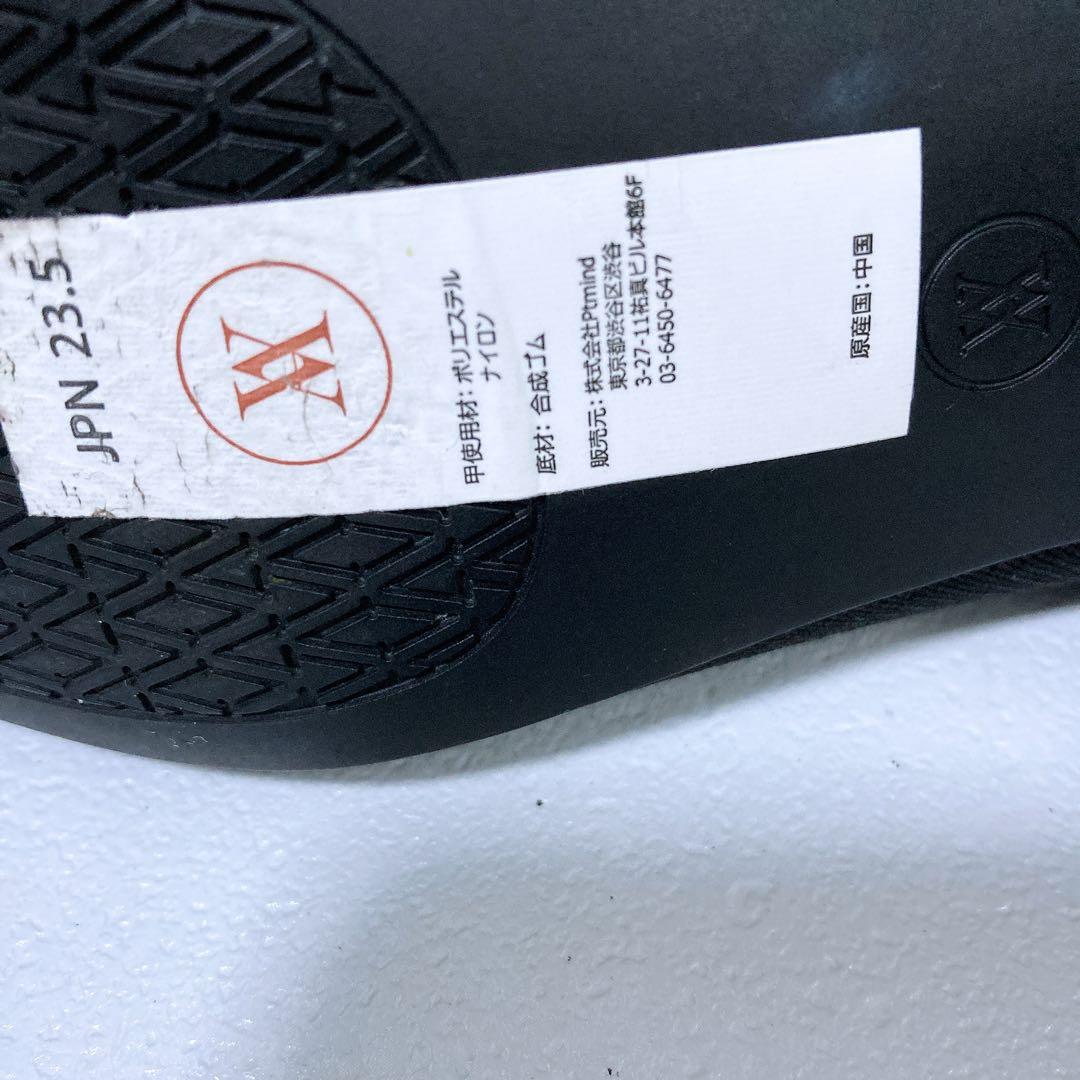 JPN 23.5
甲使用材：ポリエステル
ナイロン
底材：合成ゴム
販売元：株式会社Ptmind
東京都渋谷区渋谷
3-27-11祐真ビル本館6F
03-6450-6477
原産国：中国